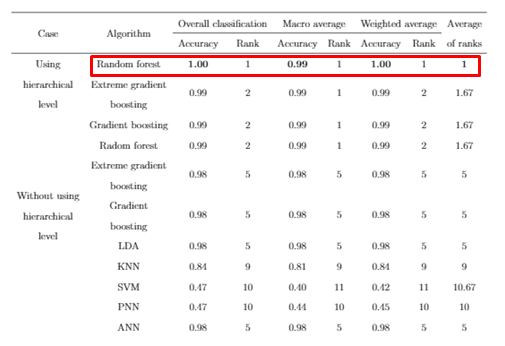 Case Algorithm Overall classification Macro average Weighted average Average
Accuracy Rank Accuracy Rank Accuracy Rank of ranks
Using Random forest 1.00 1 0.99 1 1.00 1 1
hierarchical Extreme gradient
level boosting 0.99 2 0.99 1 0.99 2 1.67
Gradient boosting 0.99 2 0.99 1 0.99 2 1.67
Radom forest 0.99 2 0.99 1 0.99 2 1.67
Extreme gradient
boosting 0.98 5 0.98 5 0.98 5 5
Without using
hierarchical
level
Gradient
boosting 0.98 5 0.98 5 0.98 5 5
LDA 0.98 5 0.98 5 0.98 5 5
KNN 0.84 9 0.81 9 0.84 9 9
SVM 0.47 10 0.40 11 0.42 11 10.67
PNN 0.47 10 0.44 10 0.45 10 10
ANN 0.98 5 0.98 5 0.98 5 5